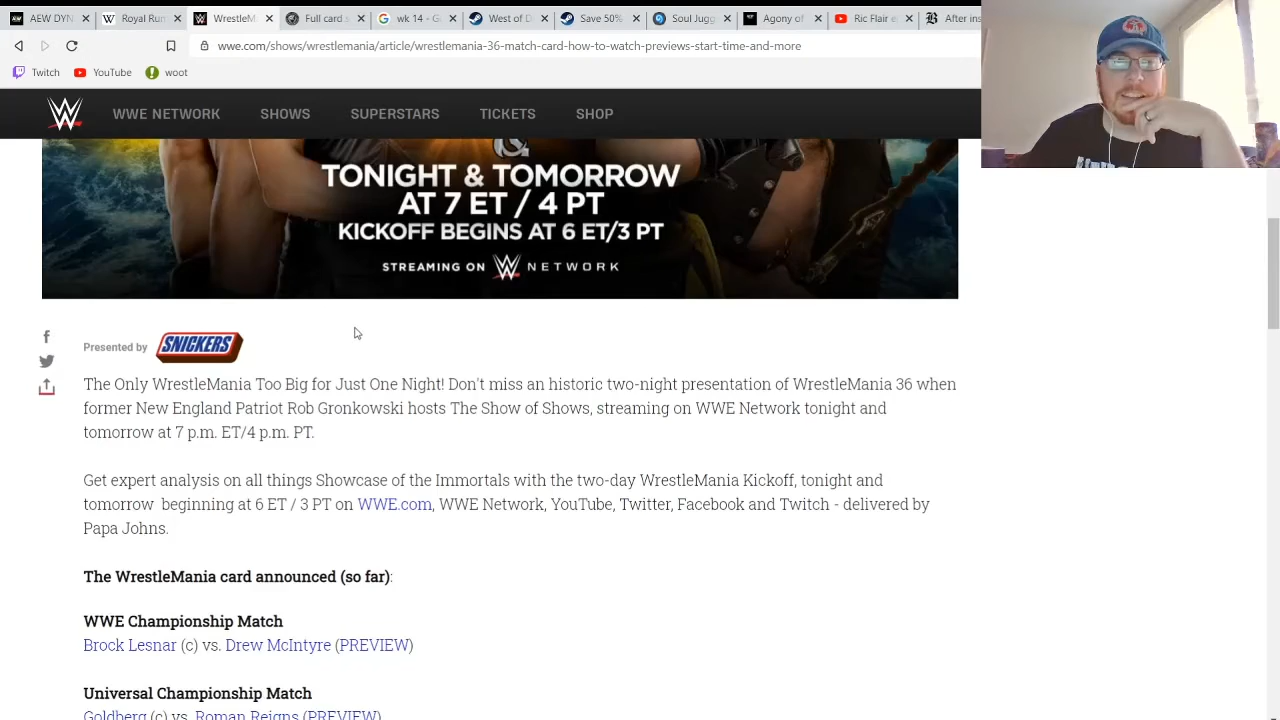 AEW DYN
Royal Rum
WrestleM
Full card s
wk 14 - G
West of D
Save 50%
Soul Jugg
Agony of
Ric Flair e
After ins
wwe.com/shows/wrestlemania/article/wrestlemania-36-match-card-how-to-watch-previews-start-time-and-more
Twitch
YouTube
woot
WWE NETWORK
SHOWS
SUPERSTARS
TICKETS
SHOP
TONIGHT & TOMORROW
AT 7 ET / 4 PT
KICKOFF BEGINS AT 6 ET/3 PT
STREAMING ON W NETWORK
Presented by SNICKERS
The Only WrestleMania Too Big for Just One Night! Don't miss an historic two-night presentation of WrestleMania 36 when
former New England Patriot Rob Gronkowski hosts The Show of Shows, streaming on WWE Network tonight and
tomorrow at 7 p.m. ET/4 p.m. PT.
Get expert analysis on all things Showcase of the Immortals with the two-day WrestleMania Kickoff, tonight and
tomorrow beginning at 6 ET / 3 PT on WWE.com, WWE Network, YouTube, Twitter, Facebook and Twitch - delivered by
Papa Johns.
The WrestleMania card announced (so far):
WWE Championship Match
Brock Lesnar (c) vs. Drew McIntyre (PREVIEW)
Universal Championship Match
Goldberg (c) vs. Roman Reigns (PREVIEW)